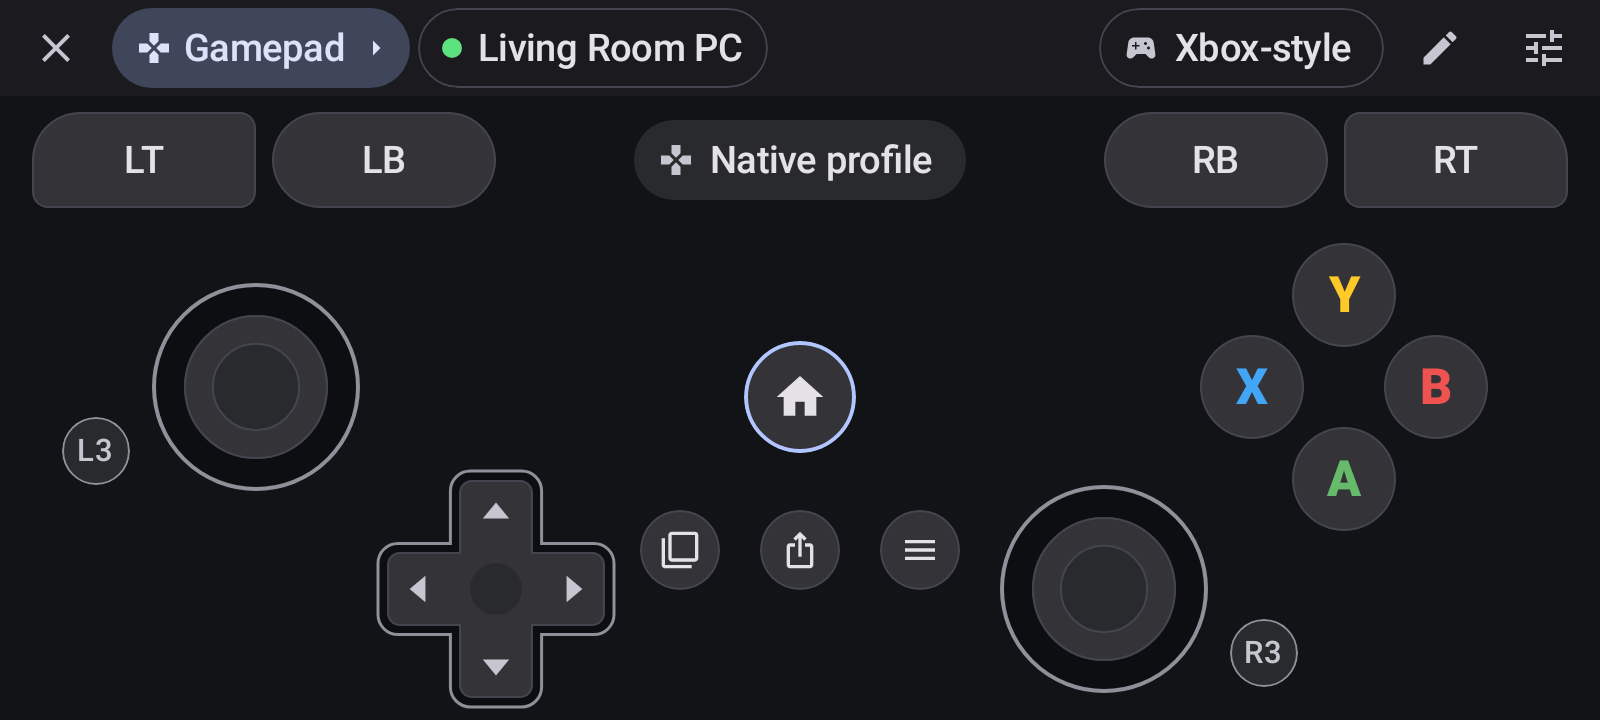 Gamepad
Living Room PC
Xbox-style
LT
LB
Native profile
RB
RT
Y
X
B
A
L3
R3